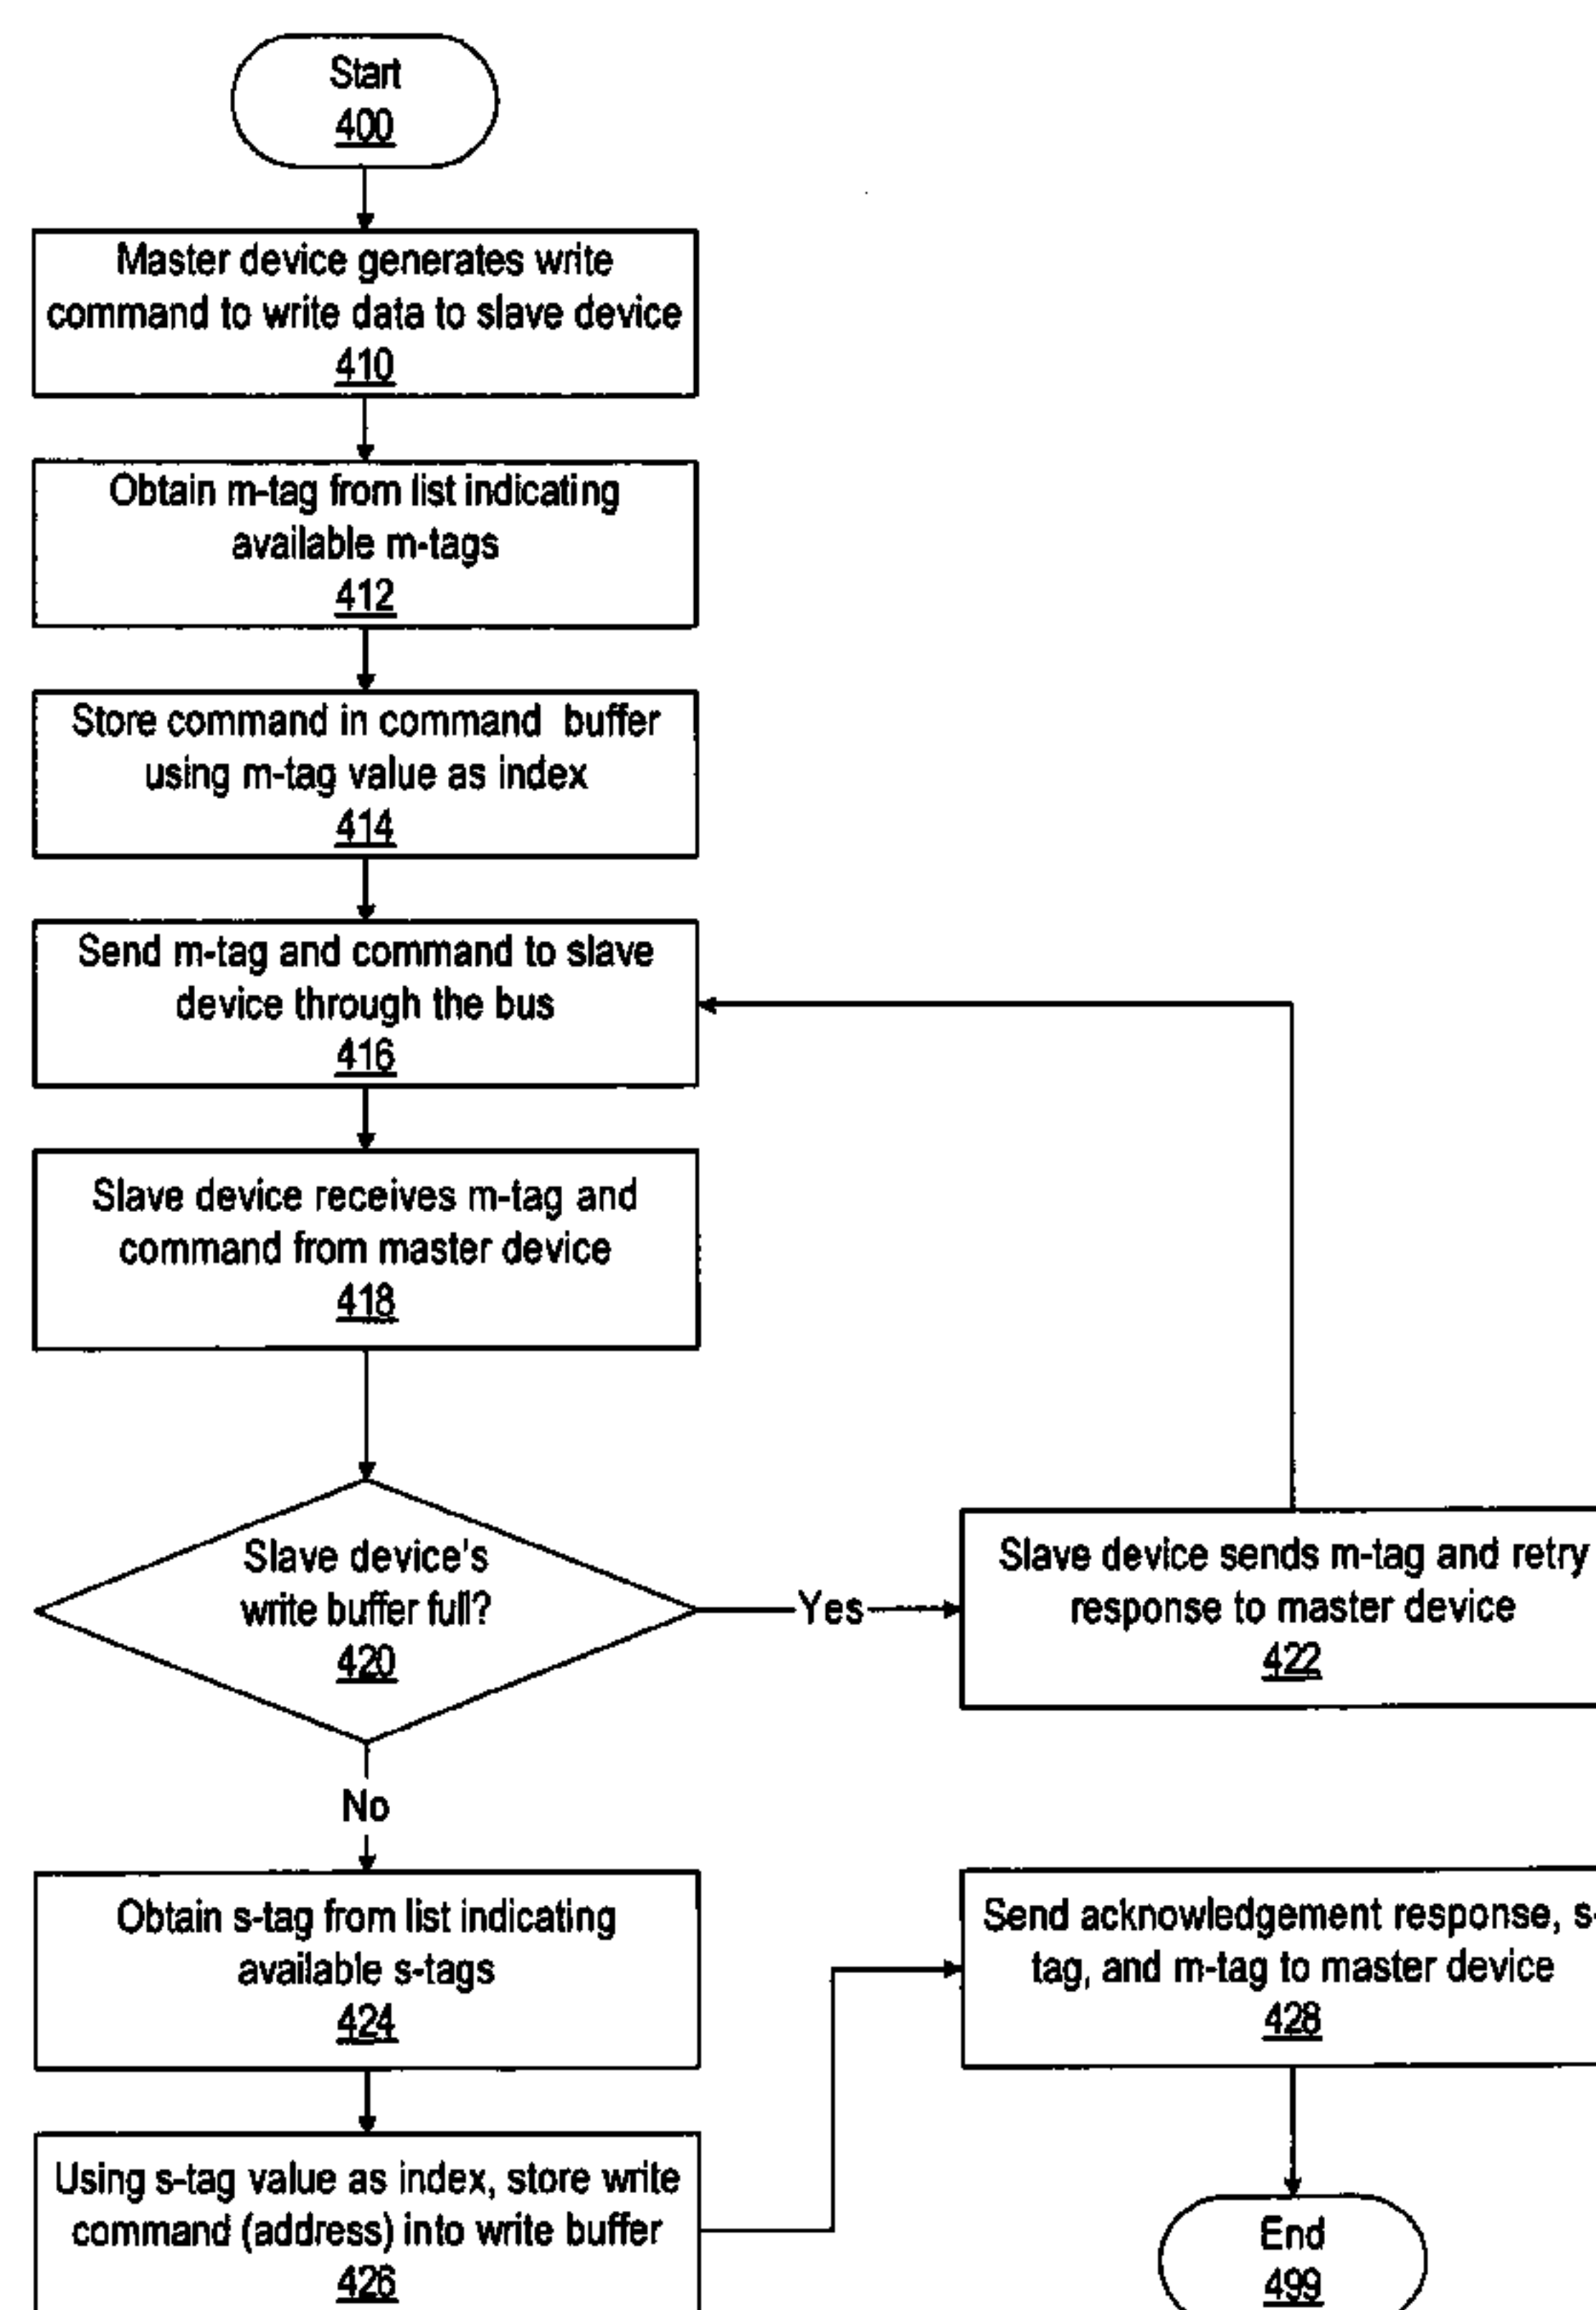 Start
400
Master device generates write
command to write data to slave device
410
Obtain m-tag from list indicating
available m-tags
412
Store command in command buffer
using m-tag value as index
414
Send m-tag and command to slave
device through the bus
416
Slave device receives m-tag and
command from master device
418
Slave device's
write buffer full?
420
Yes
Slave device sends m-tag and retry
response to master device
422
No
Obtain s-tag from list indicating
available s-tags
424
Using s-tag value as index, store write
command (address) into write buffer
426
Send acknowledgement response, s-
tag, and m-tag to master device
428
End
499